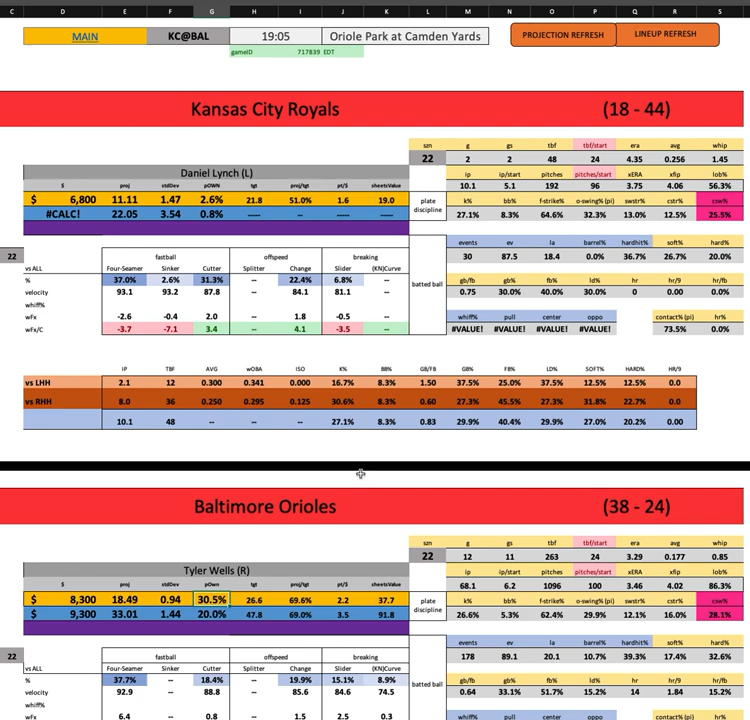 C D E F G H I J K L M N O P Q R S
MAIN KC@BAL 19:05 Oriole Park at Camden Yards PROJECTION REFRESH LINEUP REFRESH
gameID 717839 EDT
Kansas City Royals (18 - 44)
szn g gs tbf tbf/start era avg whip
22 2 2 48 24 4.35 0.256 1.45
Daniel Lynch (L) ip ip/start pitches pitches/start xERA xfip lob%
$ proj stdDev pOWN tgt proj/tgt pt/$ sheetsValue 10.1 5.1 192 96 3.75 4.06 56.3%
$ 6,800 11.11 1.47 2.6% 21.8 51.0% 1.6 19.0 plate discipline k% bb% f-strike% o-swing% (pi) swstr% cstr% csw%
#CALC! 22.05 3.54 0.8% ---- ---- -- ---- 27.1% 8.3% 64.6% 32.3% 13.0% 12.5% 25.5%
events ev la barrel% hardhit% soft% hard%
22 fastball offspeed breaking 30 87.5 18.4 0.0% 36.7% 26.7% 20.0%
vs ALL Four-Seamer Sinker Cutter Splitter Change Slider (KN)Curve
% 37.0% 2.6% 31.3% -- 22.4% 6.8% -- batted ball gb/fb gb% fb% ld% hr hr/9 hr/fb
velocity 93.1 93.2 87.8 -- 84.1 81.1 -- 0.75 30.0% 40.0% 30.0% 0 0.00 0.0%
whiff%
wFx -2.6 -0.4 2.0 -- 1.8 -0.5 -- whiff% pull center oppo contact% (pi) hr%
wFx/C -3.7 -7.1 3.4 -- 4.1 -3.5 -- #VALUE! #VALUE! #VALUE! #VALUE! 73.5% 0.0%
IP TBF AVG wOBA ISO K% BB% GB/FB GB% FB% LD% SOFT% HARD% HR/9
vs LHH 2.1 12 0.300 0.341 0.000 16.7% 8.3% 1.50 37.5% 25.0% 37.5% 12.5% 12.5% 0.0
vs RHH 8.0 36 0.250 0.295 0.125 30.6% 8.3% 0.60 27.3% 45.5% 27.3% 31.8% 22.7% 0.0
10.1 48 -- -- -- 27.1% 8.3% 0.83 29.9% 40.4% 29.9% 27.0% 20.2% 0.00
Baltimore Orioles (38 - 24)
szn g gs tbf tbf/start era avg whip
22 12 11 263 24 3.29 0.177 0.85
Tyler Wells (R) ip ip/start pitches pitches/start xERA xfip lob%
$ proj stdDev pOwn tgt proj/tgt pt/$ sheetsValue 68.1 6.2 1096 100 3.46 4.02 86.3%
$ 8,300 18.49 0.94 30.5% 26.6 69.6% 2.2 37.7 plate discipline k% bb% f-strike% o-swing% (pi) swstr% cstr% csw%
$ 9,300 33.01 1.44 20.0% 47.8 69.0% 3.5 91.8 26.6% 5.3% 62.4% 29.9% 12.1% 16.0% 28.1%
events ev la barrel% hardhit% soft% hard%
22 fastball offspeed breaking 178 89.1 20.1 10.7% 39.3% 17.4% 32.6%
vs ALL Four-Seamer Sinker Cutter Splitter Change Slider (KN)Curve
% 37.7% -- 18.4% -- 19.9% 15.1% 8.9% batted ball gb/fb gb% fb% ld% hr hr/9 hr/fb
velocity 92.9 -- 88.8 -- 85.6 84.6 74.5 0.64 33.1% 51.7% 15.2% 14 1.84 15.2%
whiff%
wFx 6.4 -- 0.8 -- 1.5 2.5 0.3 whiff% pull center oppo contact% (pi) hr%